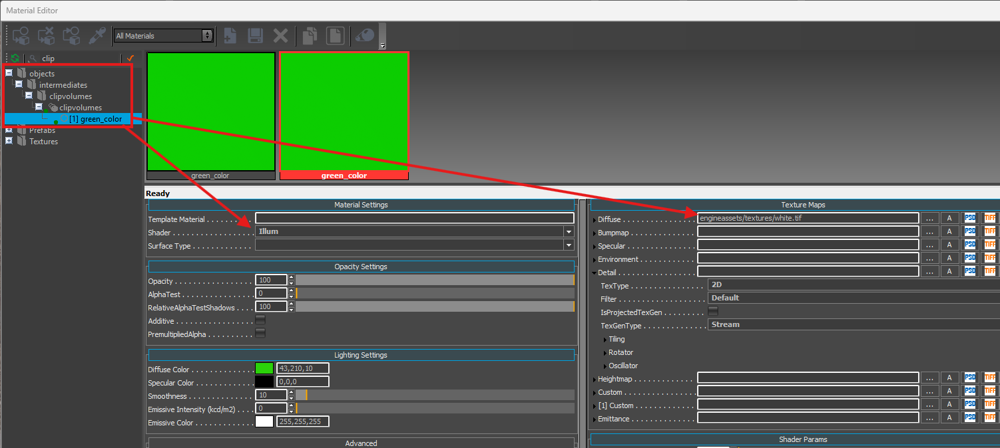 Material Editor
All Materials
clip
objects
intermediates
clipvolumes
clipvolumes
[1] green_color
Prefabs
Textures
green_color
green_color
Ready
Material Settings
Template Material
Shader
Illum
Surface Type
Opacity Settings
Opacity
100
AlphaTest
0
RelativeAlphaTestShadows
100
Additive
PremultipliedAlpha
Lighting Settings
Diffuse Color
43,210,10
Specular Color
0,0,0
Smoothness
10
Emissive Intensity (kcd/m2)
0
Emissive Color
255,255,255
Advanced
Texture Maps
Diffuse
engineassets/textures/white.tif
... A PSD TIFF
Bumpmap
... A PSD TIFF
Specular
... A PSD TIFF
Environment
... A PSD TIFF
Detail
... A PSD TIFF
TexType
2D
Filter
Default
IsProjectedTexGen
TexGenType
Stream
Tiling
Rotator
Oscillator
Heightmap
... A PSD TIFF
Custom
... A PSD TIFF
[1] Custom
... A PSD TIFF
Emittance
... A PSD TIFF
Shader Params